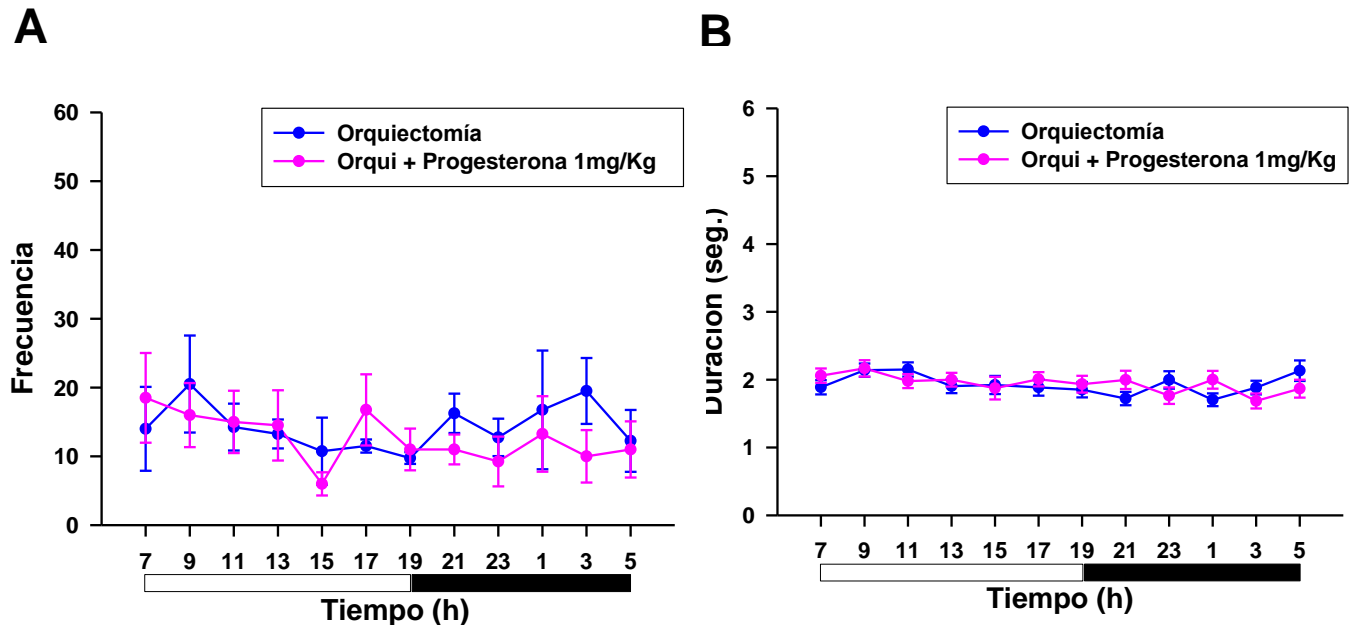 A
60
50
40
30
20
10
0
Frecuencia
Orquiectomía
Orqui + Progesterona 1mg/Kg
7 9 11 13 15 17 19 21 23 1 3 5
Tiempo (h)
B
6
5
4
3
2
1
0
Duracion (seg.)
Orquiectomía
Orqui + Progesterona 1mg/Kg
7 9 11 13 15 17 19 21 23 1 3 5
Tiempo (h)